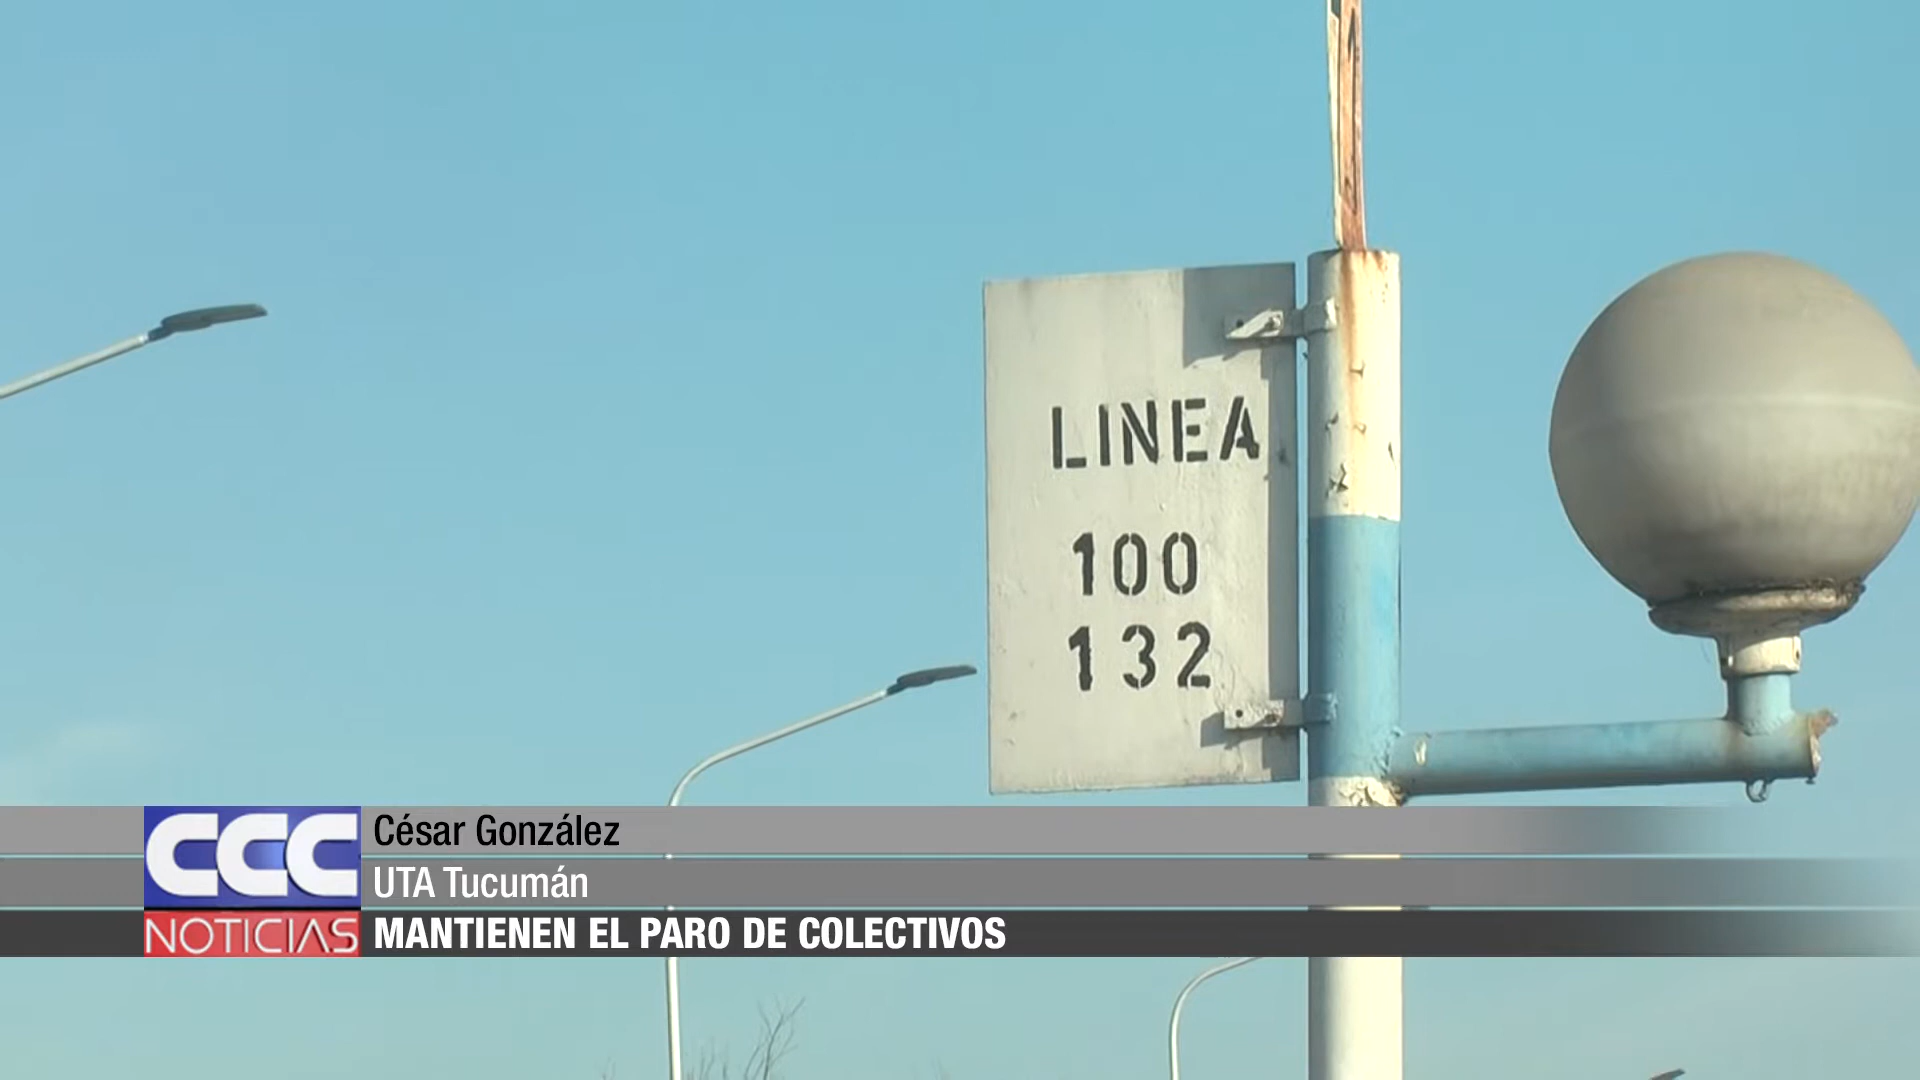 LINEA
100
132
CCC
NOTICIAS
César González
UTA Tucumán
MANTIENEN EL PARO DE COLECTIVOS